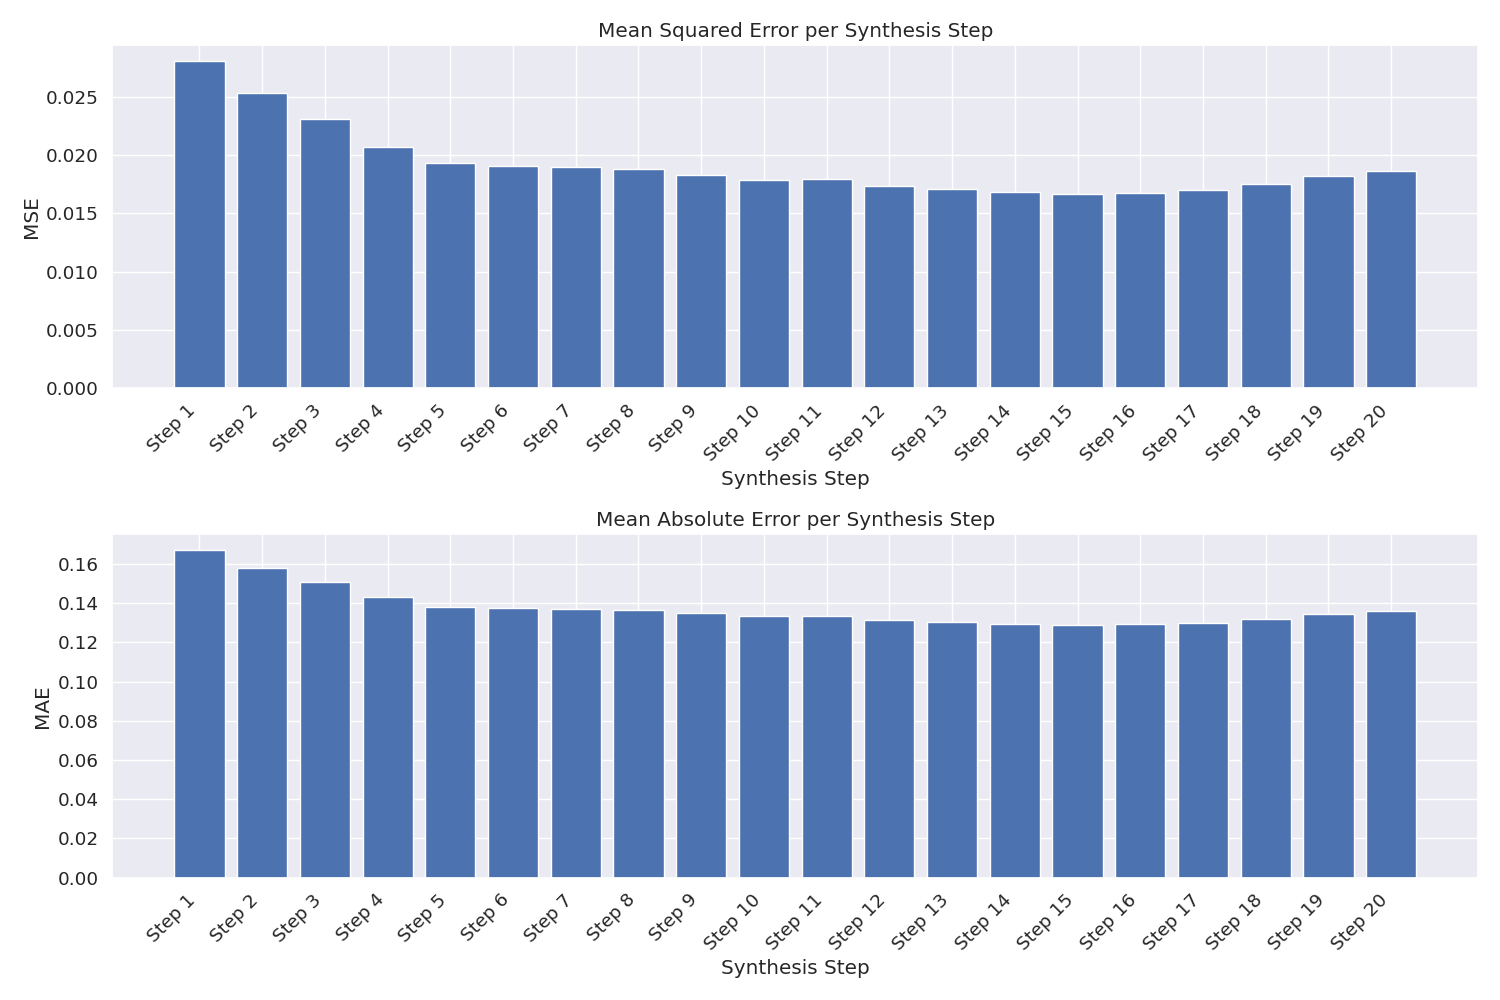 Mean Squared Error per Synthesis Step
MSE
0.025
0.020
0.015
0.010
0.005
0.000
Step 1
Step 2
Step 3
Step 4
Step 5
Step 6
Step 7
Step 8
Step 9
Step 10
Step 11
Step 12
Step 13
Step 14
Step 15
Step 16
Step 17
Step 18
Step 19
Step 20
Synthesis Step
Mean Absolute Error per Synthesis Step
MAE
0.16
0.14
0.12
0.10
0.08
0.06
0.04
0.02
0.00
Step 1
Step 2
Step 3
Step 4
Step 5
Step 6
Step 7
Step 8
Step 9
Step 10
Step 11
Step 12
Step 13
Step 14
Step 15
Step 16
Step 17
Step 18
Step 19
Step 20
Synthesis Step